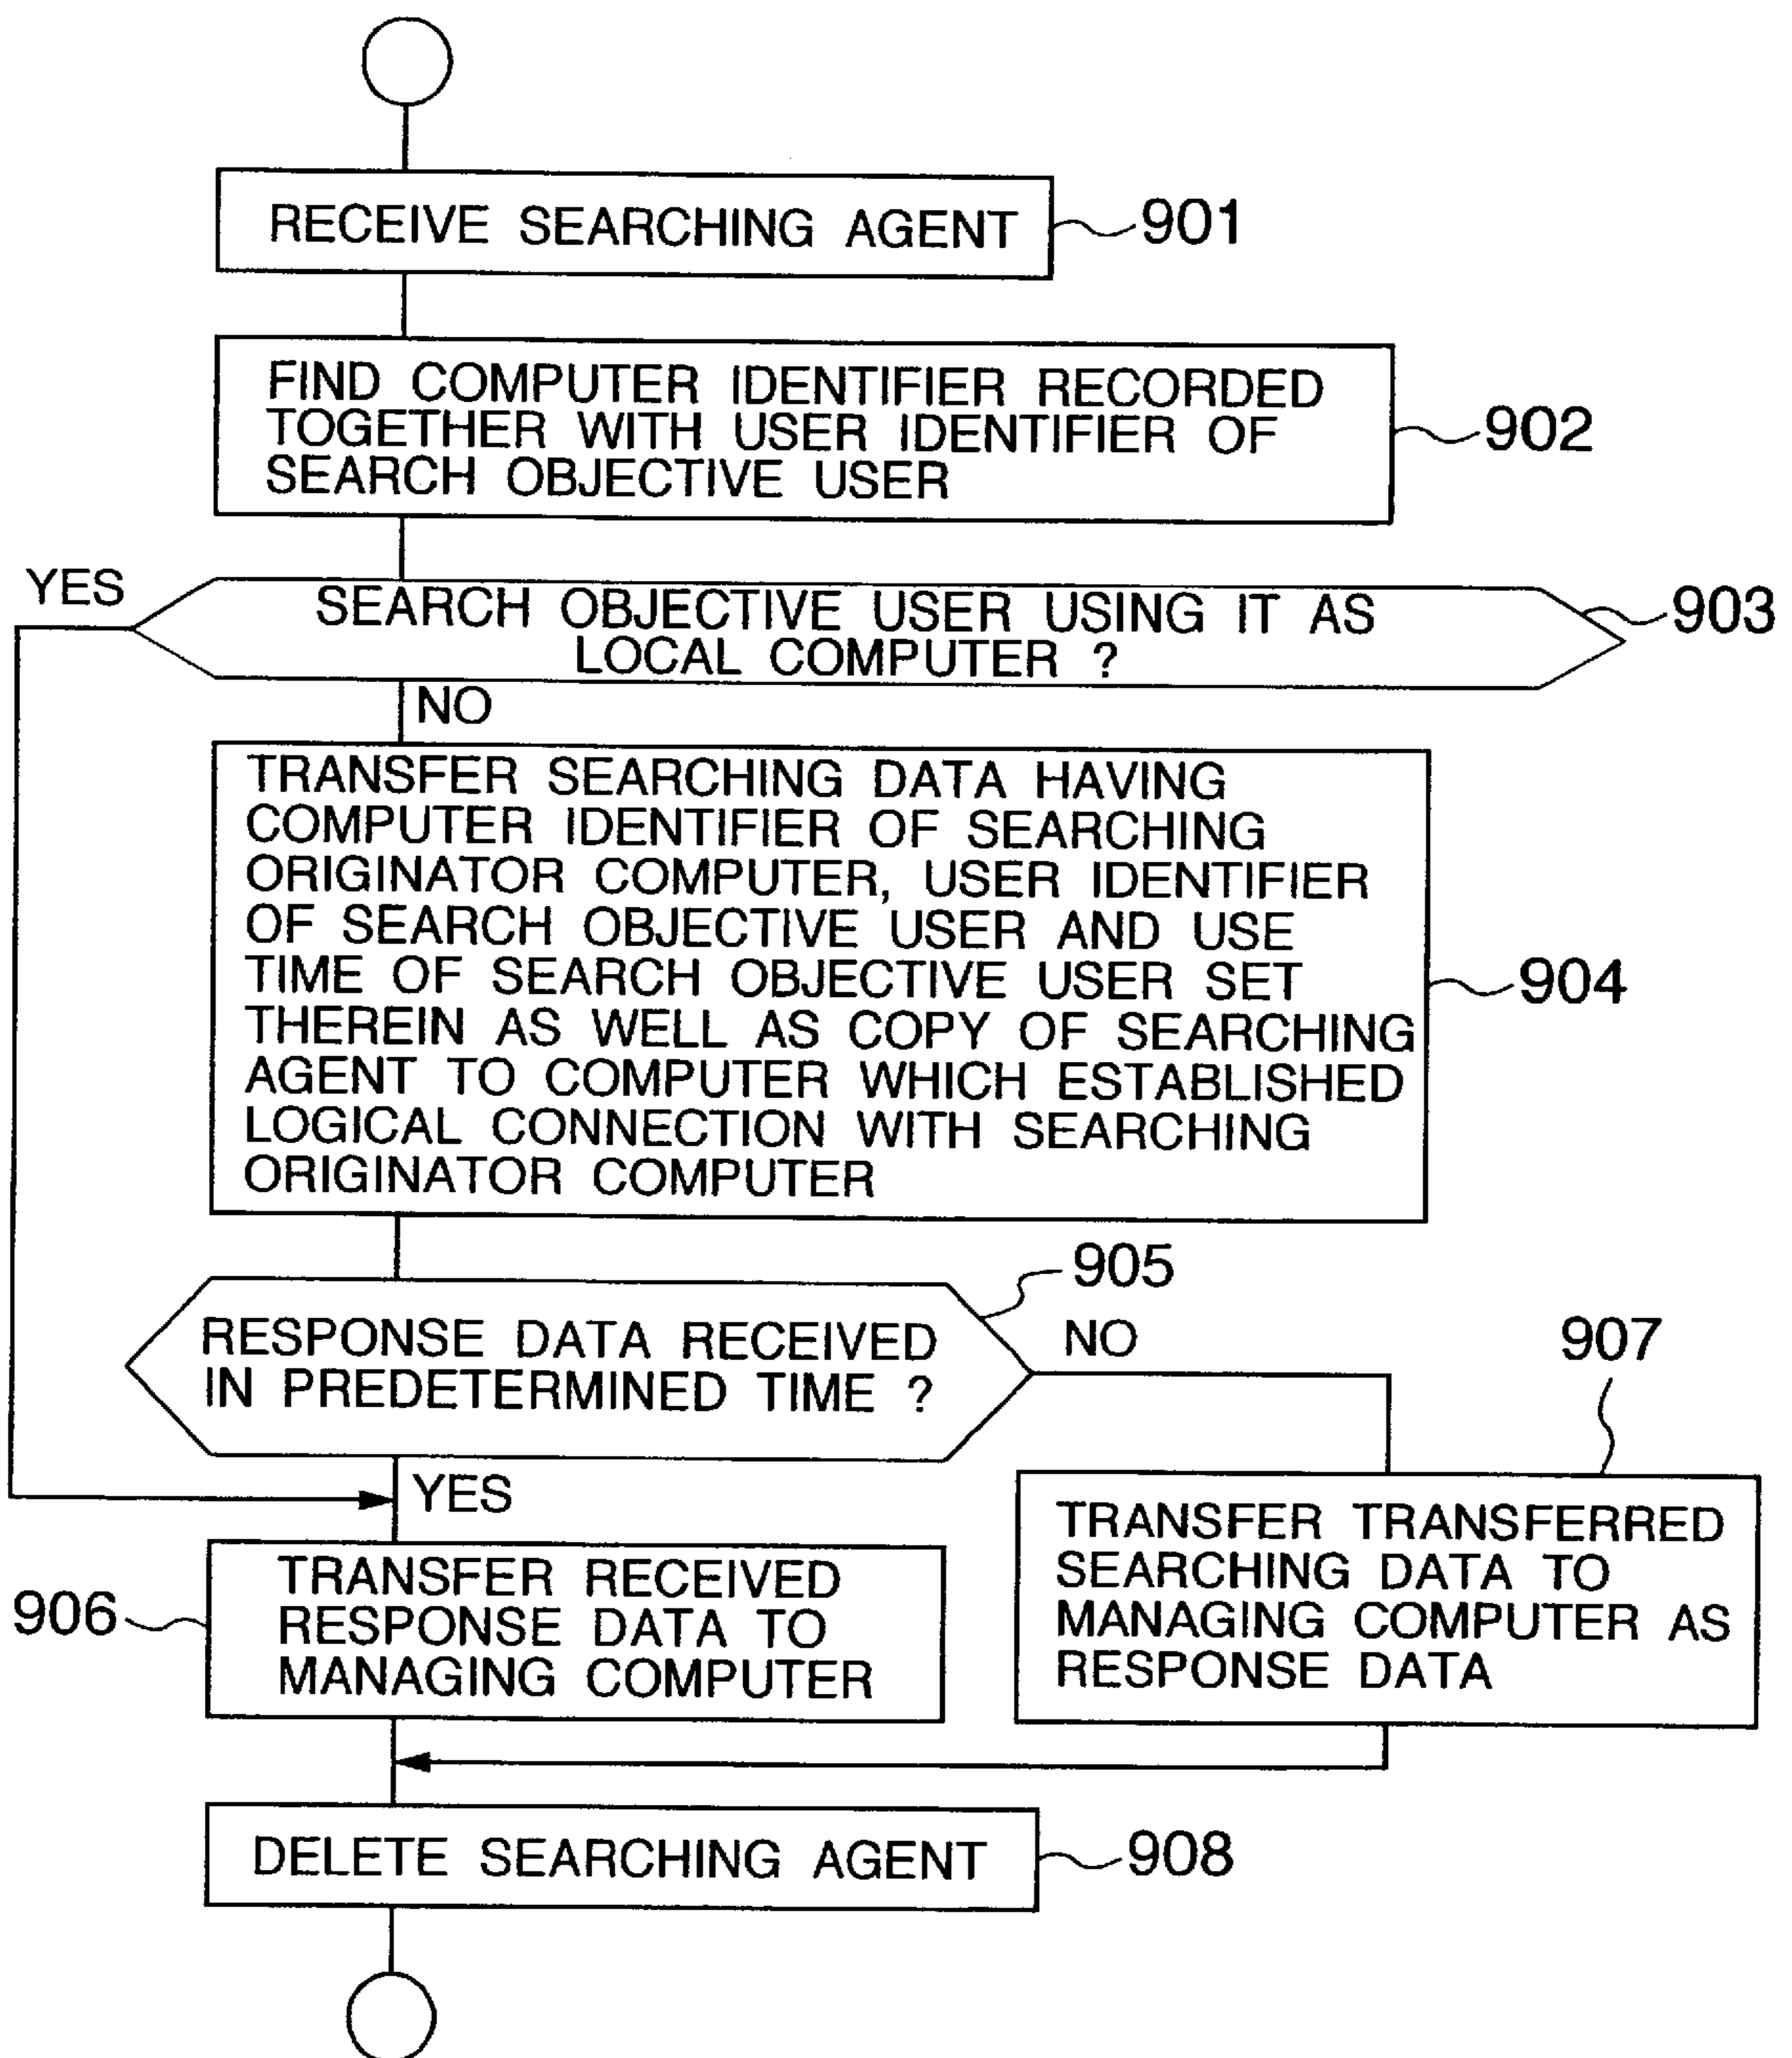 RECEIVE SEARCHING AGENT
901
FIND COMPUTER IDENTIFIER RECORDED
TOGETHER WITH USER IDENTIFIER OF
SEARCH OBJECTIVE USER
902
YES
SEARCH OBJECTIVE USER USING IT AS
LOCAL COMPUTER ?
903
NO
TRANSFER SEARCHING DATA HAVING
COMPUTER IDENTIFIER OF SEARCHING
ORIGINATOR COMPUTER, USER IDENTIFIER
OF SEARCH OBJECTIVE USER AND USE
TIME OF SEARCH OBJECTIVE USER SET
THEREIN AS WELL AS COPY OF SEARCHING
AGENT TO COMPUTER WHICH ESTABLISHED
LOGICAL CONNECTION WITH SEARCHING
ORIGINATOR COMPUTER
904
905
RESPONSE DATA RECEIVED
IN PREDETERMINED TIME ?
NO
907
YES
TRANSFER TRANSFERRED
SEARCHING DATA TO
MANAGING COMPUTER AS
RESPONSE DATA
906
TRANSFER RECEIVED
RESPONSE DATA TO
MANAGING COMPUTER
DELETE SEARCHING AGENT
908